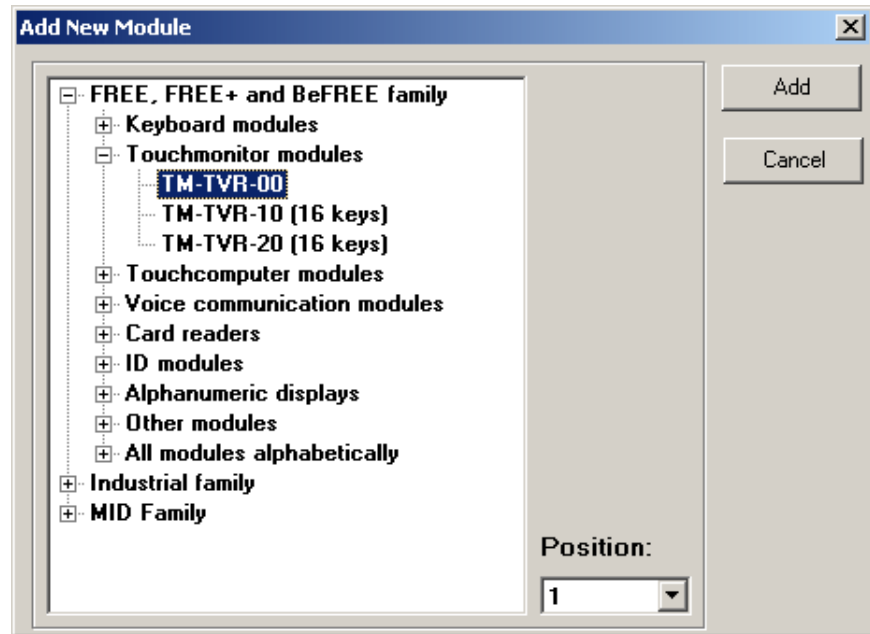 Add New Module
FREE, FREE+ and BeFREE family
Keyboard modules
Touchmonitor modules
TM-TVR-00
TM-TVR-10 (16 keys)
TM-TVR-20 (16 keys)
Touchcomputer modules
Voice communication modules
Card readers
ID modules
Alphanumeric displays
Other modules
All modules alphabetically
Industrial family
MID Family
Position:
1
Add
Cancel